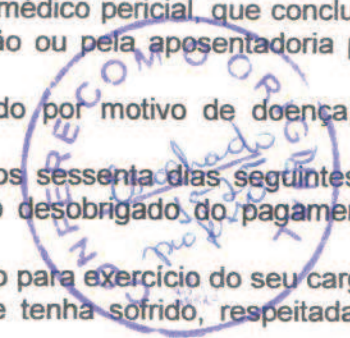 médico pericial, que conclu
ão ou pela aposentadoria p
do por motivo de doença
os sessenta dias seguintes
o desobrigado do pagamen
o para exercício do seu carg
e tenha sofrido, respeitada
CONFERE COM O ORIGINAL